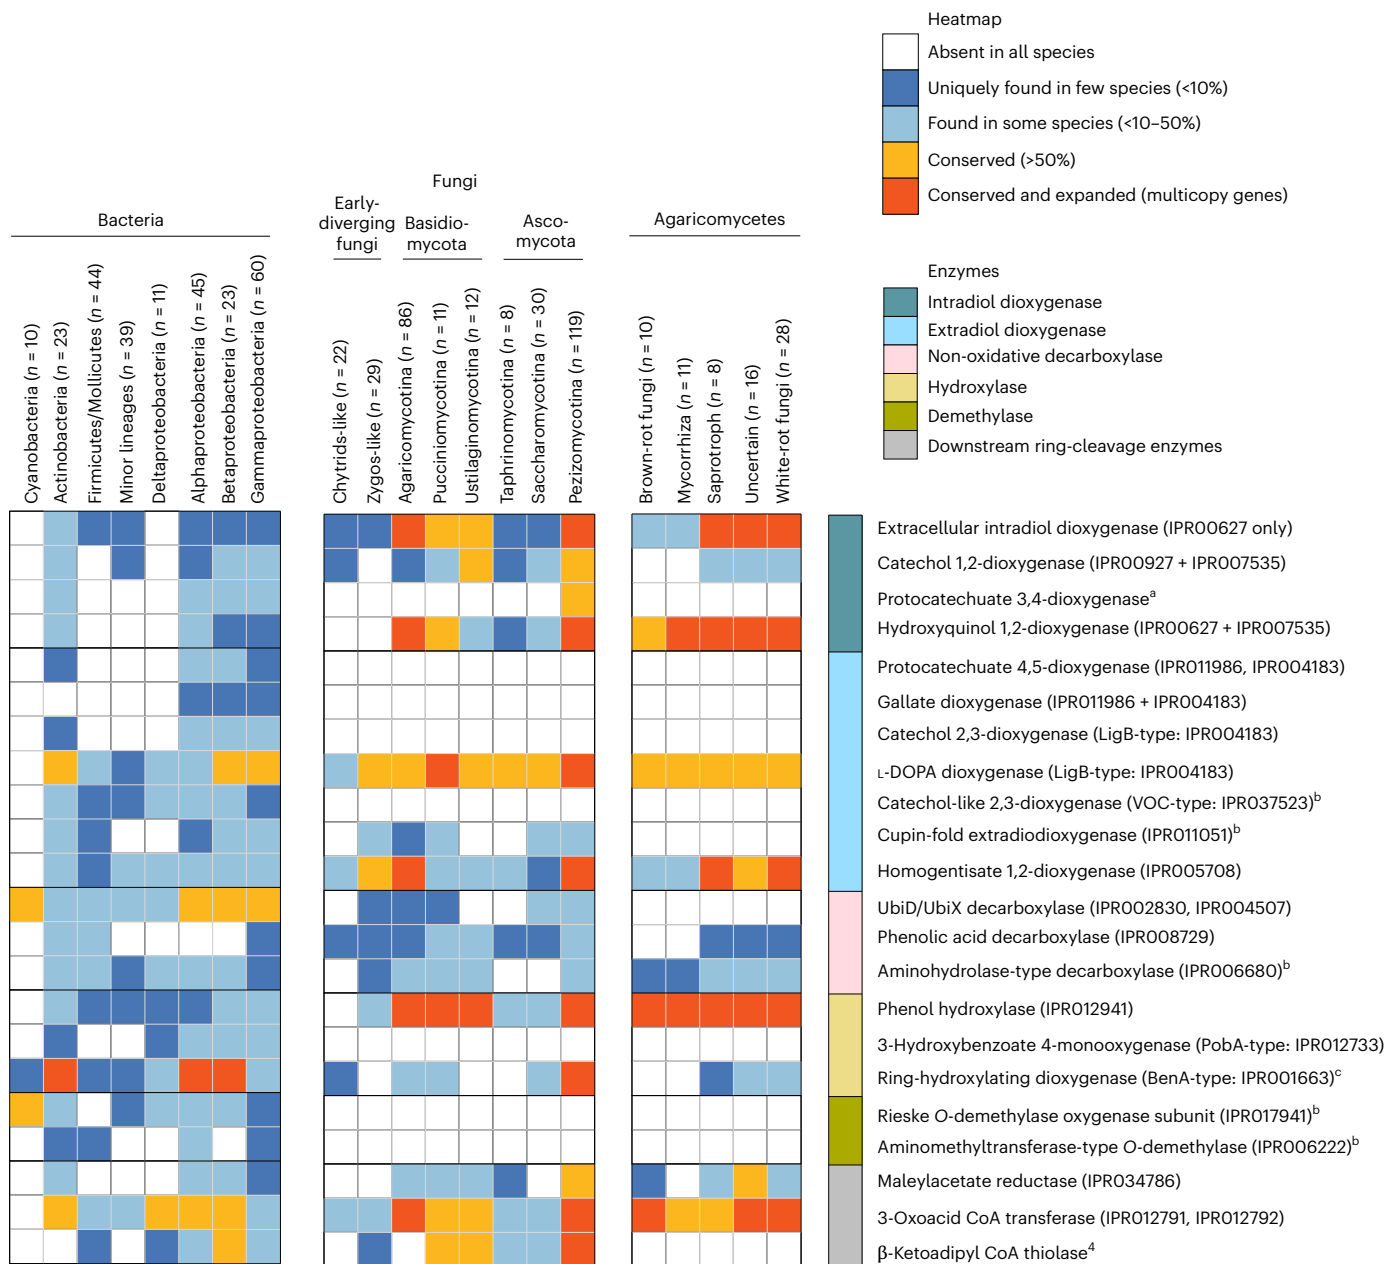 Heatmap
Absent in all species
Uniquely found in few species (<10%)
Found in some species (<10–50%)
Conserved (>50%)
Conserved and expanded (multicopy genes)
Enzymes
Intradiol dioxygenase
Extradiol dioxygenase
Non-oxidative decarboxylase
Hydroxylase
Demethylase
Downstream ring-cleavage enzymes
Bacteria
Fungi
Early-
diverging
fungi
Basidio-
mycota
Asco-
mycota
Agaricomycetes
Cyanobacteria (n = 10)
Actinobacteria (n = 23)
Firmicutes/Mollicutes (n = 44)
Minor lineages (n = 39)
Deltaproteobacteria (n = 11)
Alphaproteobacteria (n = 45)
Betaproteobacteria (n = 23)
Gammaproteobacteria (n = 60)
Chytrids-like (n = 22)
Zygos-like (n = 29)
Agaricomycotina (n = 86)
Pucciniomycotina (n = 11)
Ustilaginomycotina (n = 12)
Taphrinomycotina (n = 8)
Saccharomycotina (n = 30)
Pezizomycotina (n = 119)
Brown-rot fungi (n = 10)
Mycorrhiza (n = 11)
Saprotroph (n = 8)
Uncertain (n = 16)
White-rot fungi (n = 28)
Extracellular intradiol dioxygenase (IPR00627 only)
Catechol 1,2-dioxygenase (IPR00927 + IPR007535)
Protocatechuate 3,4-dioxygenaseᵃ
Hydroxyquinol 1,2-dioxygenase (IPR00627 + IPR007535)
Protocatechuate 4,5-dioxygenase (IPR011986, IPR004183)
Gallate dioxygenase (IPR011986 + IPR004183)
Catechol 2,3-dioxygenase (LigB-type: IPR004183)
L-DOPA dioxygenase (LigB-type: IPR004183)
Catechol-like 2,3-dioxygenase (VOC-type: IPR037523)ᵇ
Cupin-fold extradiodioxygenase (IPR011051)ᵇ
Homogentisate 1,2-dioxygenase (IPR005708)
UbiD/UbiX decarboxylase (IPR002830, IPR004507)
Phenolic acid decarboxylase (IPR008729)
Aminohydrolase-type decarboxylase (IPR006680)ᵇ
Phenol hydroxylase (IPR012941)
3-Hydroxybenzoate 4-monooxygenase (PobA-type: IPR012733)
Ring-hydroxylating dioxygenase (BenA-type: IPR001663)ᶜ
Rieske O-demethylase oxygenase subunit (IPR017941)ᵇ
Aminomethyltransferase-type O-demethylase (IPR006222)ᵇ
Maleylacetate reductase (IPR034786)
3-Oxoacid CoA transferase (IPR012791, IPR012792)
β-Ketoadipyl CoA thiolase⁴